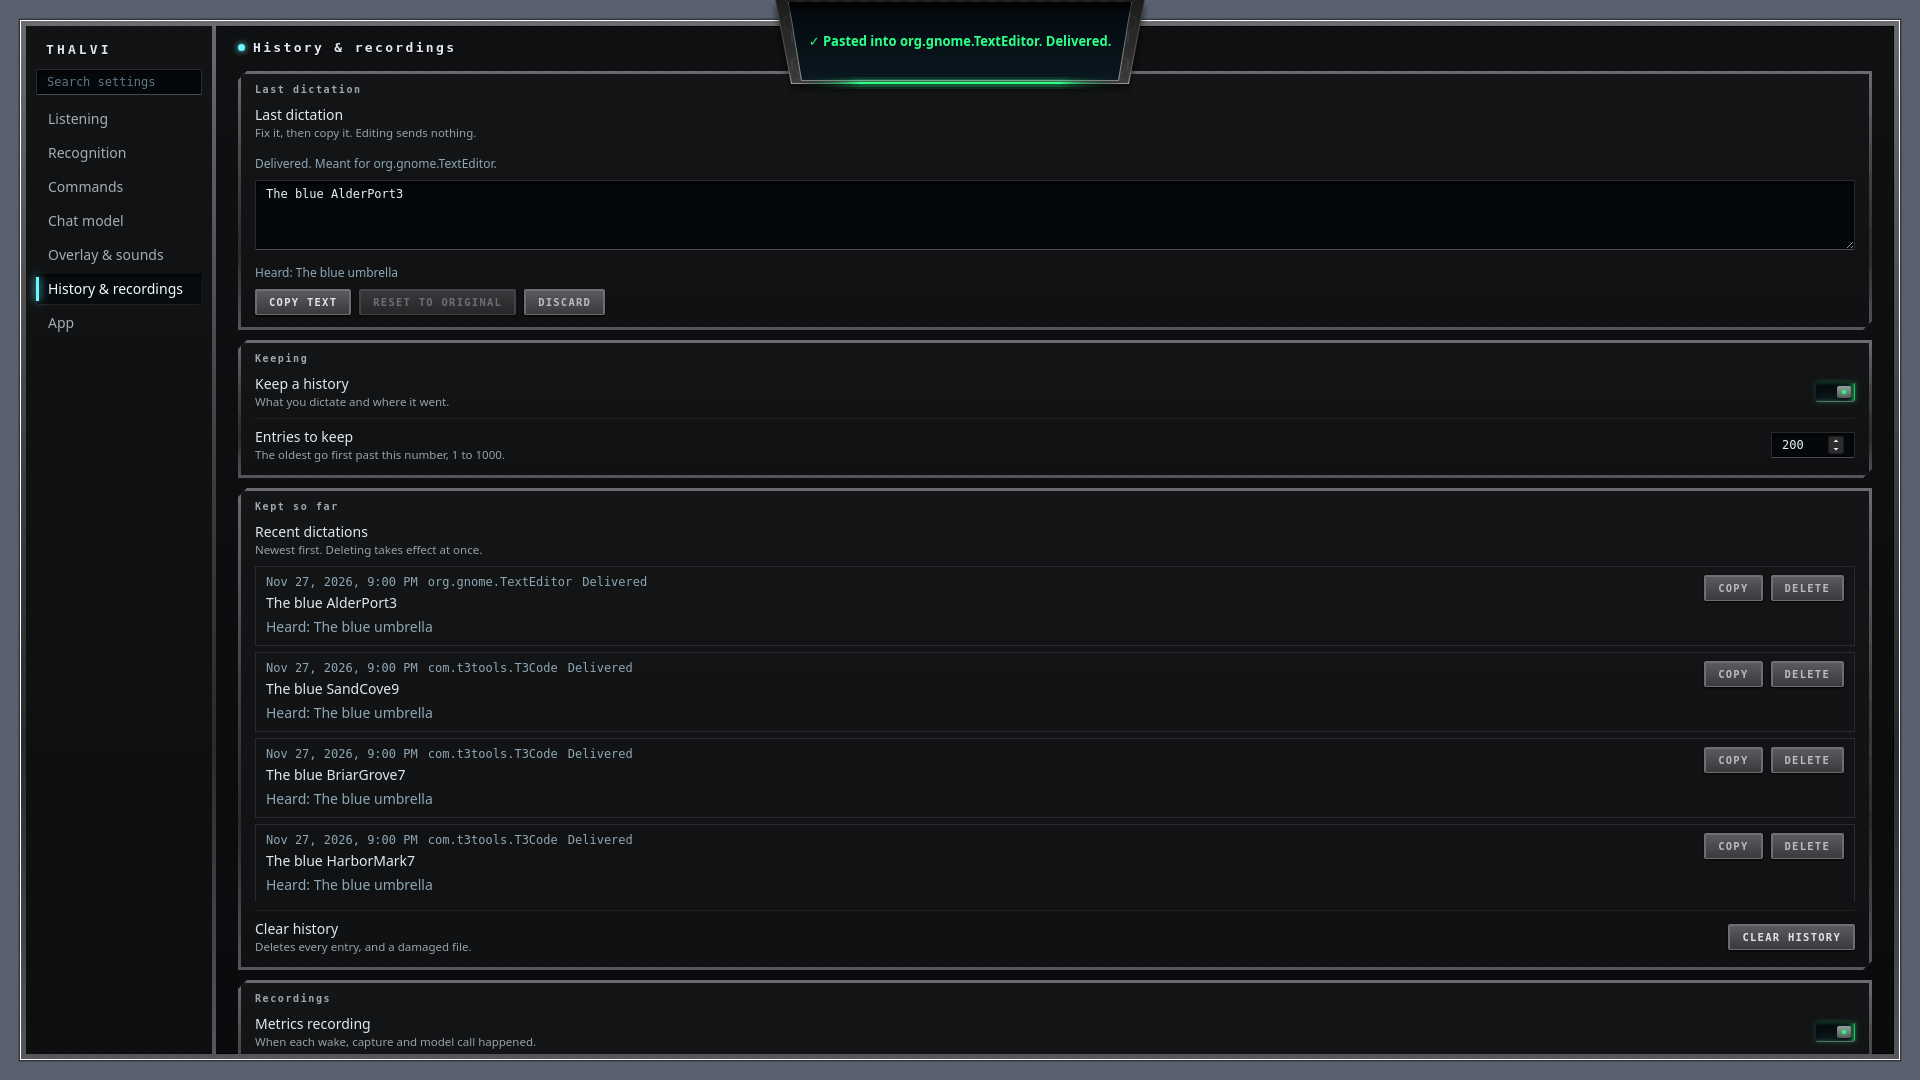 ✓ Pasted into org.gnome.TextEditor. Delivered.
THALVI
Search settings
Listening
Recognition
Commands
Chat model
Overlay & sounds
History & recordings
App
History & recordings
Last dictation
Last dictation
Fix it, then copy it. Editing sends nothing.
Delivered. Meant for org.gnome.TextEditor.
The blue AlderPort3
Heard: The blue umbrella
COPY TEXT RESET TO ORIGINAL DISCARD
Keeping
Keep a history
What you dictate and where it went.
Entries to keep
The oldest go first past this number, 1 to 1000.
200
Kept so far
Recent dictations
Newest first. Deleting takes effect at once.
Nov 27, 2026, 9:00 PM org.gnome.TextEditor Delivered
The blue AlderPort3
Heard: The blue umbrella
COPY DELETE
Nov 27, 2026, 9:00 PM com.t3tools.T3Code Delivered
The blue SandCove9
Heard: The blue umbrella
COPY DELETE
Nov 27, 2026, 9:00 PM com.t3tools.T3Code Delivered
The blue BriarGrove7
Heard: The blue umbrella
COPY DELETE
Nov 27, 2026, 9:00 PM com.t3tools.T3Code Delivered
The blue HarborMark7
Heard: The blue umbrella
COPY DELETE
Clear history
Deletes every entry, and a damaged file.
CLEAR HISTORY
Recordings
Metrics recording
When each wake, capture and model call happened.